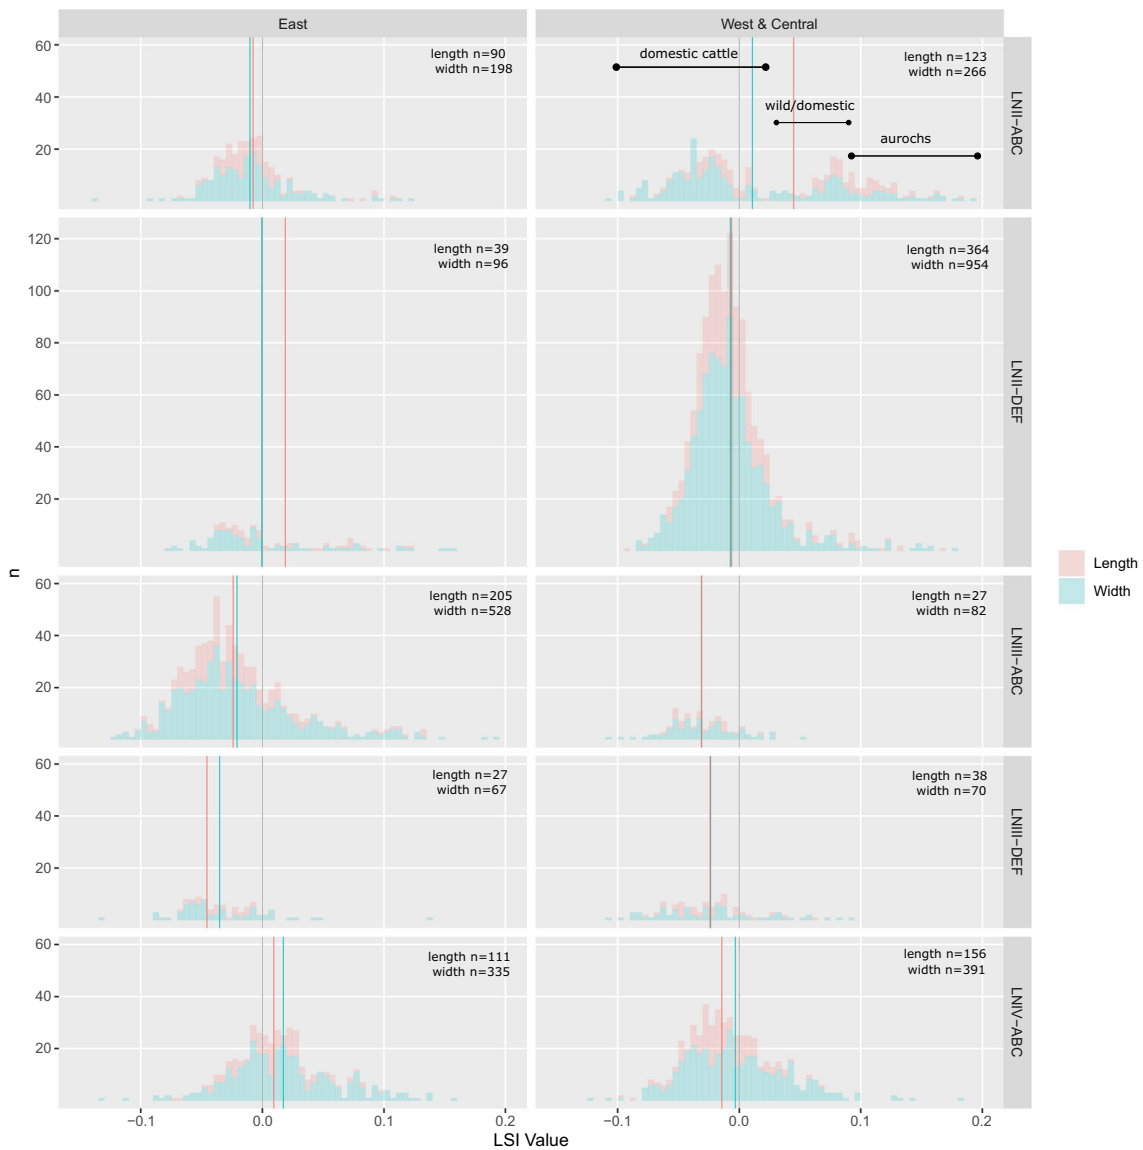 East
West & Central
60
40
20
length n=90
width n=198
domestic cattle
wild/domestic
aurochs
length n=123
width n=266
LNII−ABC
120
100
80
60
40
20
length n=39
width n=96
length n=364
width n=954
LNII−DEF
n
60
40
20
length n=205
width n=528
length n=27
width n=82
LNIII−ABC
Length
Width
60
40
20
length n=27
width n=67
length n=38
width n=70
LNIII−DEF
60
40
20
length n=111
width n=335
length n=156
width n=391
LNIV−ABC
−0.1 0.0 0.1 0.2
−0.1 0.0 0.1 0.2
LSI Value